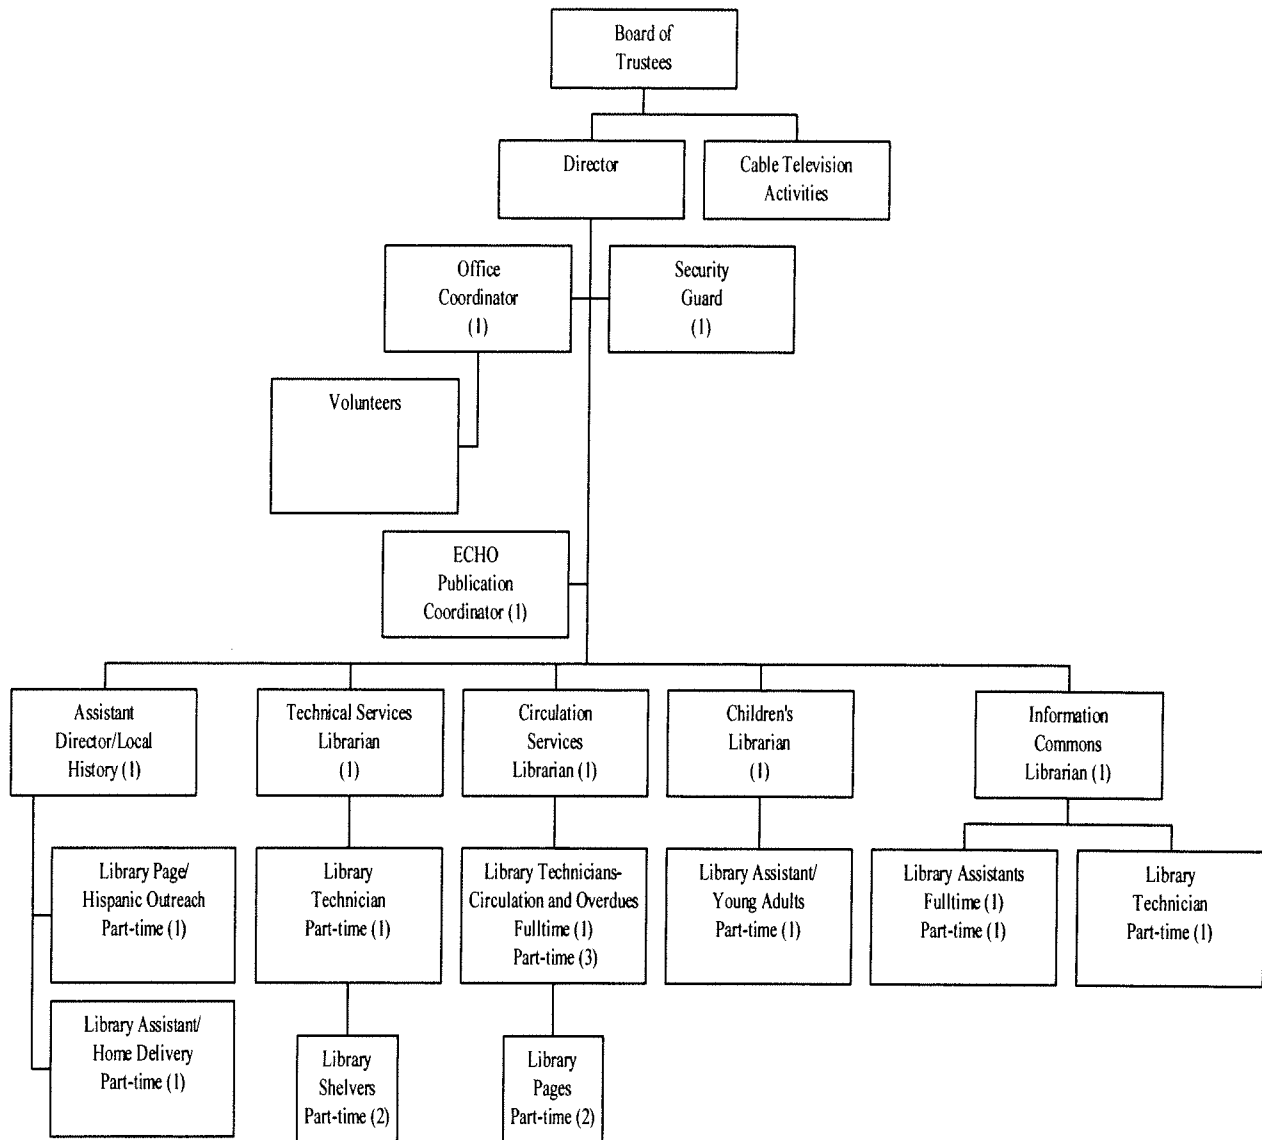 Board of
Trustees
Director
Cable Television
Activities
Office
Coordinator
(1)
Security
Guard
(1)
Volunteers
ECHO
Publication
Coordinator (1)
Assistant
Director/Local
History (1)
Technical Services
Librarian
(1)
Circulation
Services
Librarian (1)
Children's
Librarian
(1)
Information
Commons
Librarian (1)
Library Page/
Hispanic Outreach
Part-time (1)
Library
Technician
Part-time (1)
Library Technicians-
Circulation and Overdues
Fulltime (1)
Part-time (3)
Library Assistant/
Young Adults
Part-time (1)
Library Assistants
Fulltime (1)
Part-time (1)
Library
Technician
Part-time (1)
Library Assistant/
Home Delivery
Part-time (1)
Library
Shelvers
Part-time (2)
Library
Pages
Part-time (2)